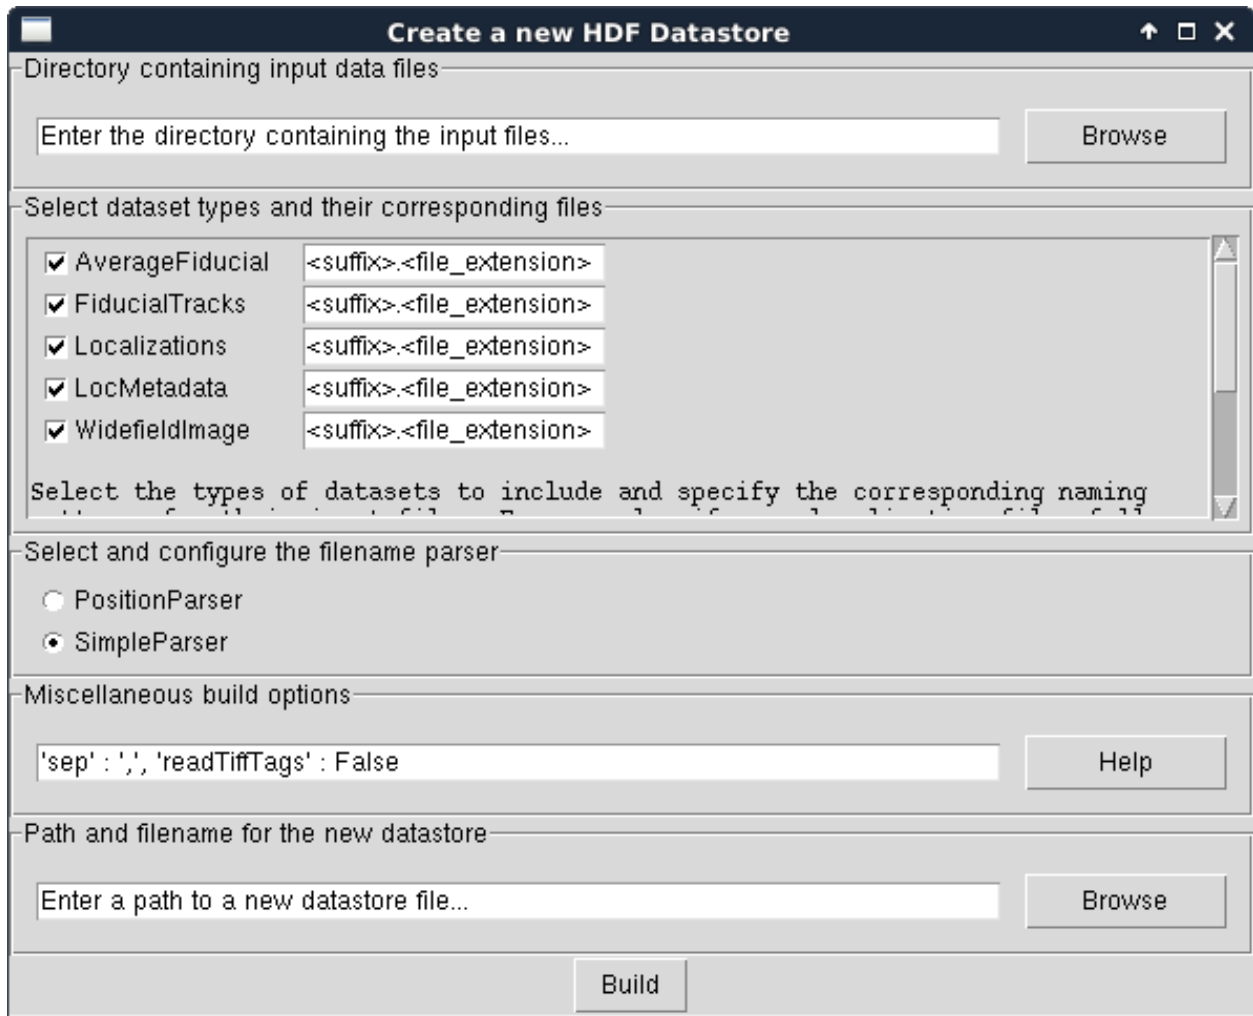 Create a new HDF Datastore
Directory containing input data files
Enter the directory containing the input files... Browse
Select dataset types and their corresponding files
AverageFiducial <suffix>.<file_extension>
FiducialTracks <suffix>.<file_extension>
Localizations <suffix>.<file_extension>
LocMetadata <suffix>.<file_extension>
WidefieldImage <suffix>.<file_extension>
Select the types of datasets to include and specify the corresponding naming
Select and configure the filename parser
PositionParser
SimpleParser
Miscellaneous build options
'sep' : ',', 'readTiffTags' : False Help
Path and filename for the new datastore
Enter a path to a new datastore file... Browse
Build